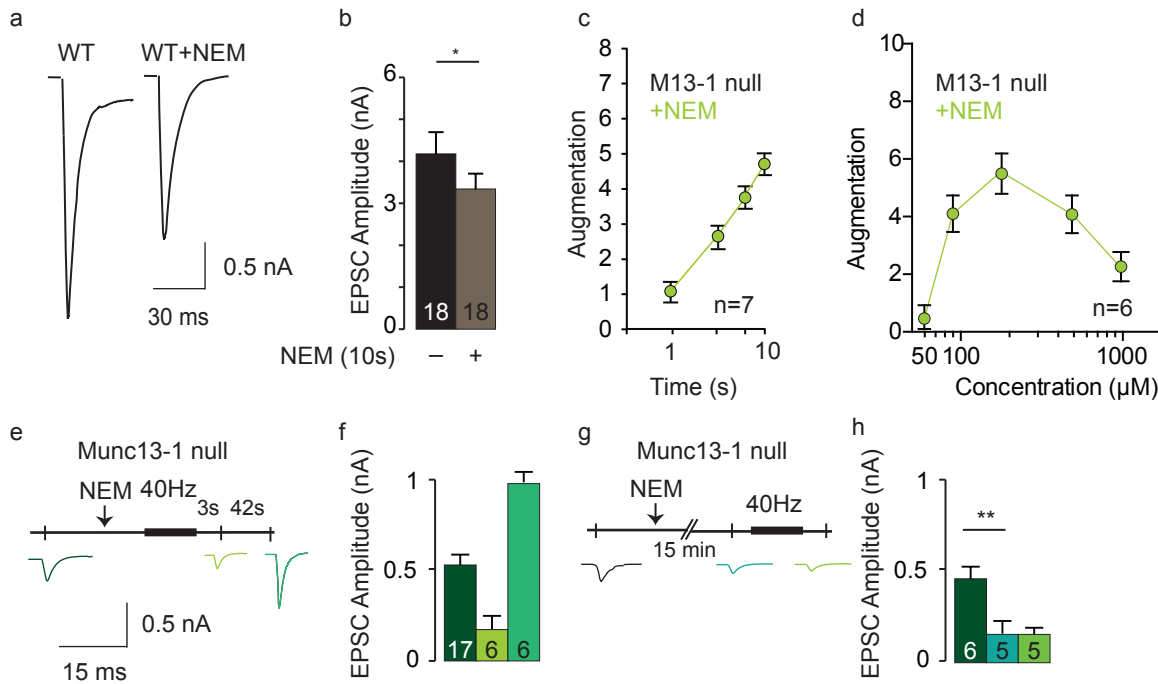 a
WT
WT+NEM
0.5 nA
30 ms
b
*
EPSC Amplitude (nA)
6
3
0
18
18
NEM (10s)
–
+
c
Augmentation
8
7
6
5
4
3
2
1
0
M13-1 null
+NEM
n=7
1
10
Time (s)
d
Augmentation
10
8
6
4
2
0
M13-1 null
+NEM
n=6
50
100
1000
Concentration (µM)
e
Munc13-1 null
NEM
40Hz
3s
42s
0.5 nA
15 ms
f
EPSC Amplitude (nA)
1
0.5
0
17
6
6
g
Munc13-1 null
NEM
40Hz
15 min
h
EPSC Amplitude (nA)
1
0.5
0
**
6
5
5